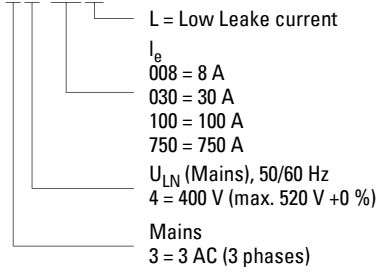 L = Low Leake current
Ie
008 = 8 A
030 = 30 A
100 = 100 A
750 = 750 A
ULN (Mains), 50/60 Hz
4 = 400 V (max. 520 V +0 %)
Mains
3 = 3 AC (3 phases)